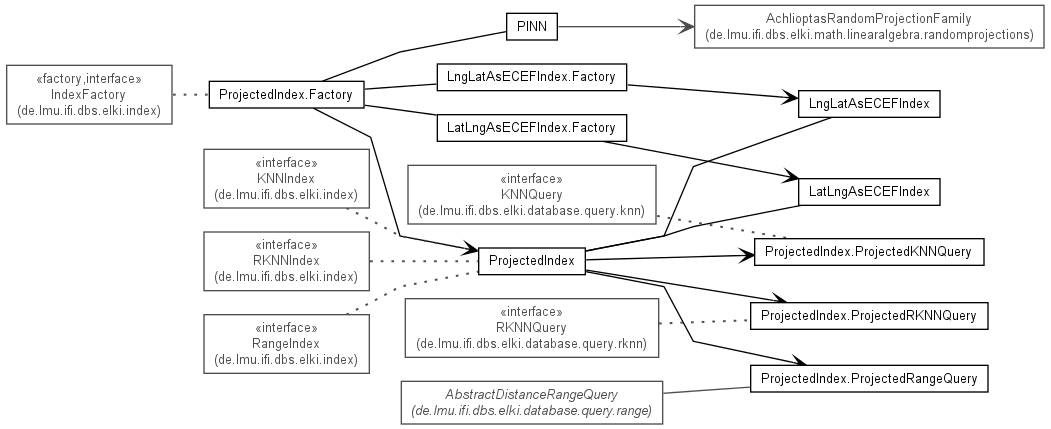 PINN
AchlioptasRandomProjectionFamily
(de.lmu.ifi.dbs.elki.math.linearalgebra.randomprojections)
«factory,interface»
IndexFactory
(de.lmu.ifi.dbs.elki.index)
ProjectedIndex.Factory
LngLatAsECEFIndex.Factory
LngLatAsECEFIndex
LatLngAsECEFIndex.Factory
«interface»
KNNIndex
(de.lmu.ifi.dbs.elki.index)
«interface»
KNNQuery
(de.lmu.ifi.dbs.elki.database.query.knn)
LatLngAsECEFIndex
«interface»
RKNNIndex
(de.lmu.ifi.dbs.elki.index)
ProjectedIndex
ProjectedIndex.ProjectedKNNQuery
«interface»
RangeIndex
(de.lmu.ifi.dbs.elki.index)
«interface»
RKNNQuery
(de.lmu.ifi.dbs.elki.database.query.rknn)
ProjectedIndex.ProjectedRKNNQuery
AbstractDistanceRangeQuery
(de.lmu.ifi.dbs.elki.database.query.range)
ProjectedIndex.ProjectedRangeQuery